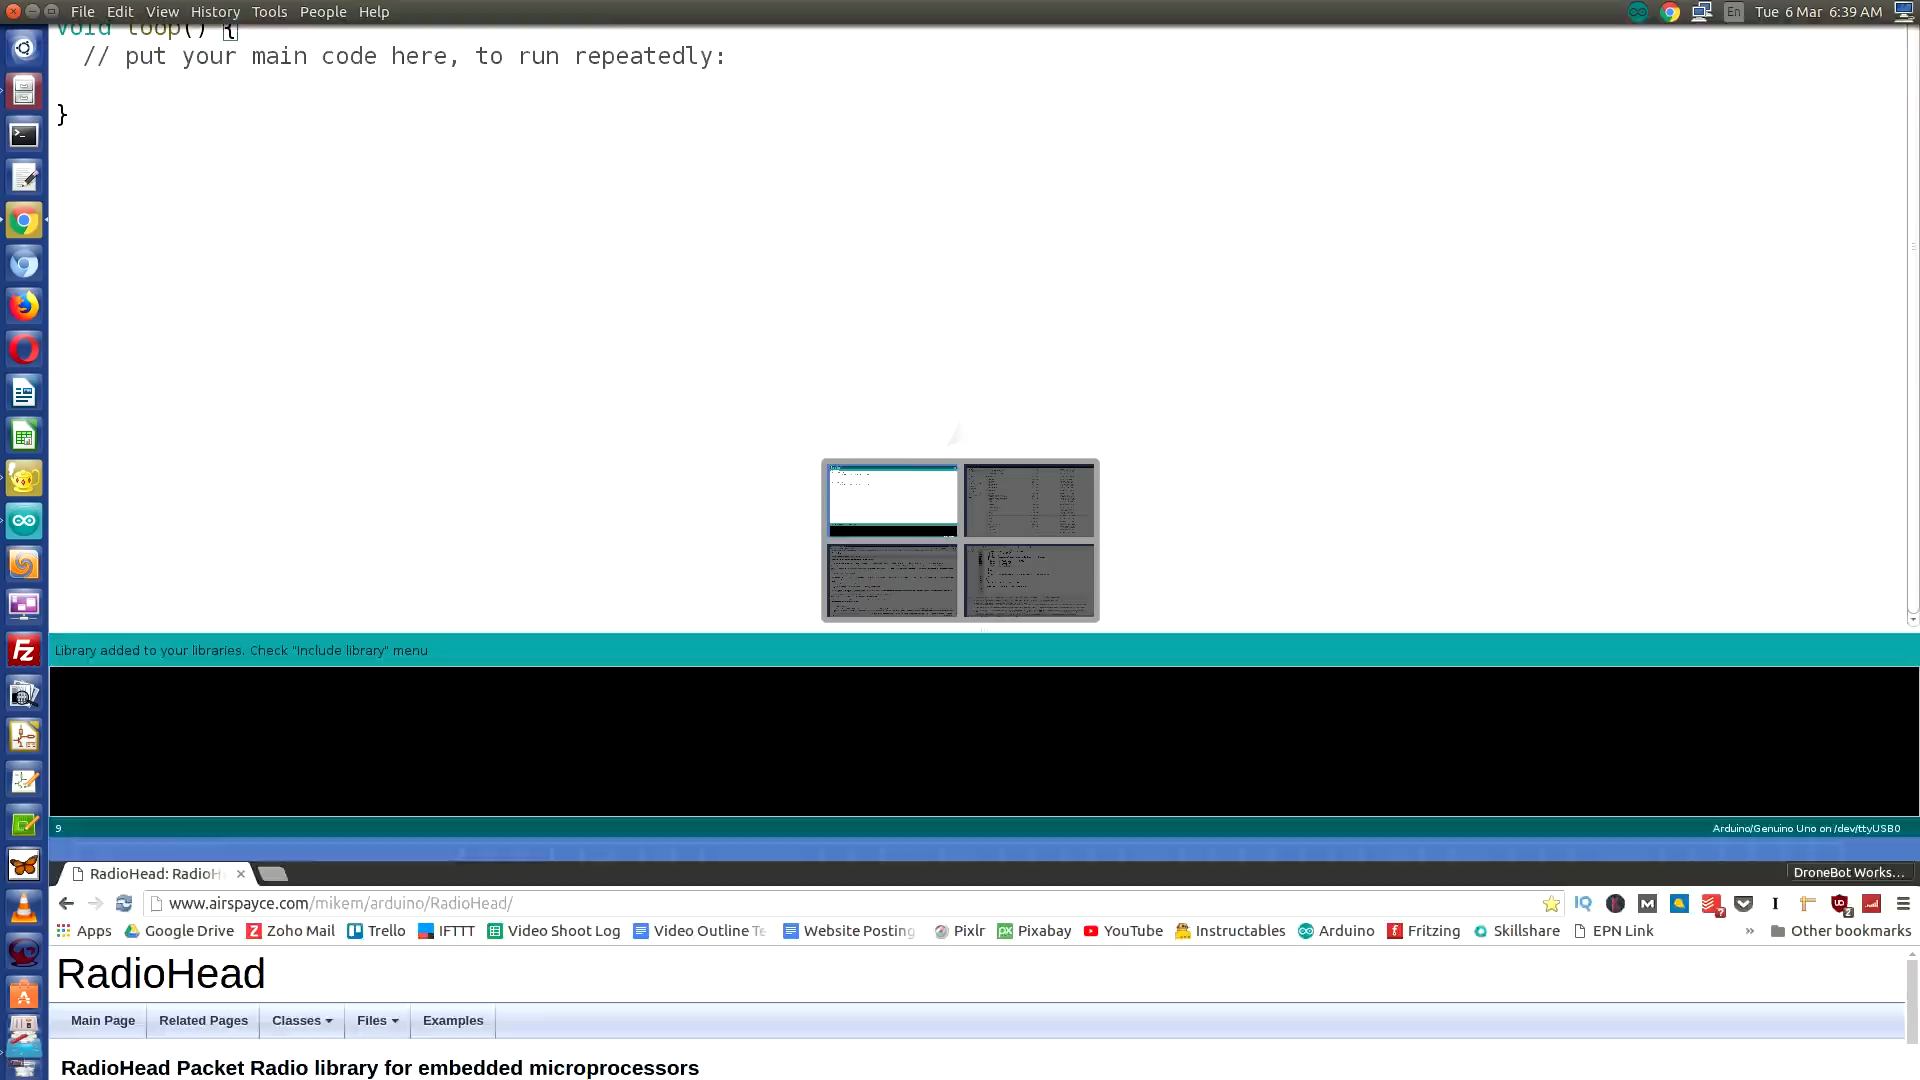 File Edit View History Tools People Help
En Tue 6 Mar 6:39 AM
void loop() {
// put your main code here, to run repeatedly:
}
Library added to your libraries. Check "Include library" menu
9 Arduino/Genuino Uno on /dev/ttyUSB0
RadioHead: RadioH DroneBot Works...
www.airspayce.com/mikem/arduino/RadioHead/
Apps Google Drive Zoho Mail Trello IFTTT Video Shoot Log Video Outline Te Website Posting Pixlr Pixabay YouTube Instructables Arduino Fritzing Skillshare EPN Link » Other bookmarks
RadioHead
Main Page Related Pages Classes Files Examples
RadioHead Packet Radio library for embedded microprocessors